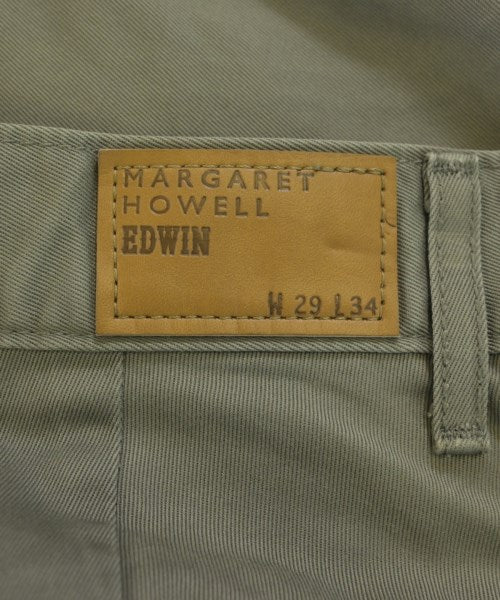 MARGARET
HOWELL
EDWIN
W 29 L 34